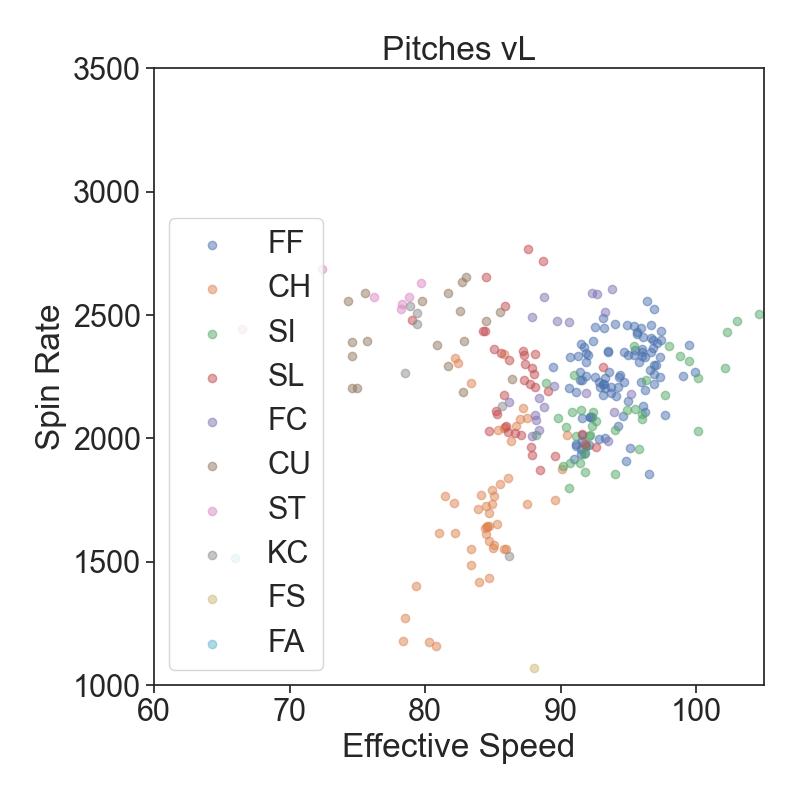 Pitches vL
3500
3000
2500
2000
1500
1000
Spin Rate
FF
CH
SI
SL
FC
CU
ST
KC
FS
FA
60 70 80 90 100
Effective Speed